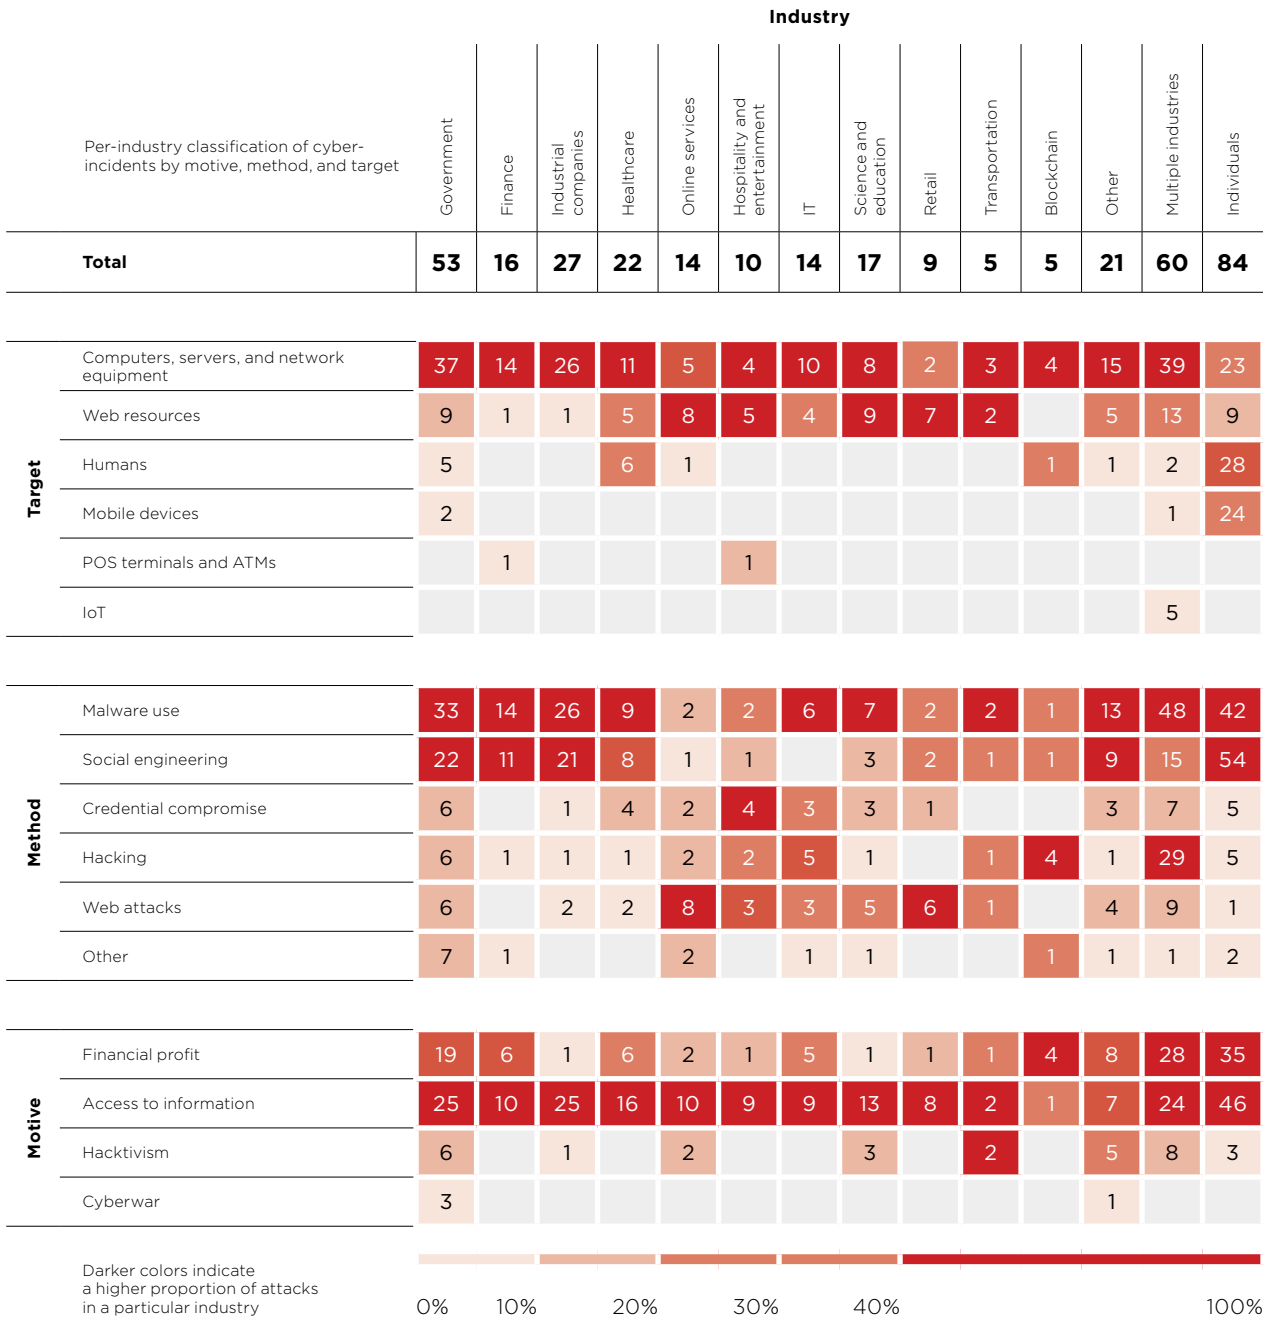 Industry
Per-industry classification of cyber-
incidents by motive, method, and target
Government
Finance
Industrial
companies
Healthcare
Online services
Hospitality and
entertainment
IT
Science and
education
Retail
Transportation
Blockchain
Other
Multiple industries
Individuals
Total 53 16 27 22 14 10 14 17 9 5 5 21 60 84
Target
Computers, servers, and network
equipment
37 14 26 11 5 4 10 8 2 3 4 15 39 23
Web resources 9 1 1 5 8 5 4 9 7 2 5 13 9
Humans 5 6 1 1 1 2 28
Mobile devices 2 1 24
POS terminals and ATMs 1 1
IoT 5
Method
Malware use 33 14 26 9 2 2 6 7 2 2 1 13 48 42
Social engineering 22 11 21 8 1 1 3 2 1 1 9 15 54
Credential compromise 6 1 4 2 4 3 3 1 3 7 5
Hacking 6 1 1 1 2 2 5 1 1 4 1 29 5
Web attacks 6 2 2 8 3 3 5 6 1 4 9 1
Other 7 1 2 1 1 1 1 1 2
Motive
Financial profit 19 6 1 6 2 1 5 1 1 1 4 8 28 35
Access to information 25 10 25 16 10 9 9 13 8 2 1 7 24 46
Hacktivism 6 1 2 3 2 5 8 3
Cyberwar 3 1
Darker colors indicate
a higher proportion of attacks
in a particular industry
0% 10% 20% 30% 40% 100%